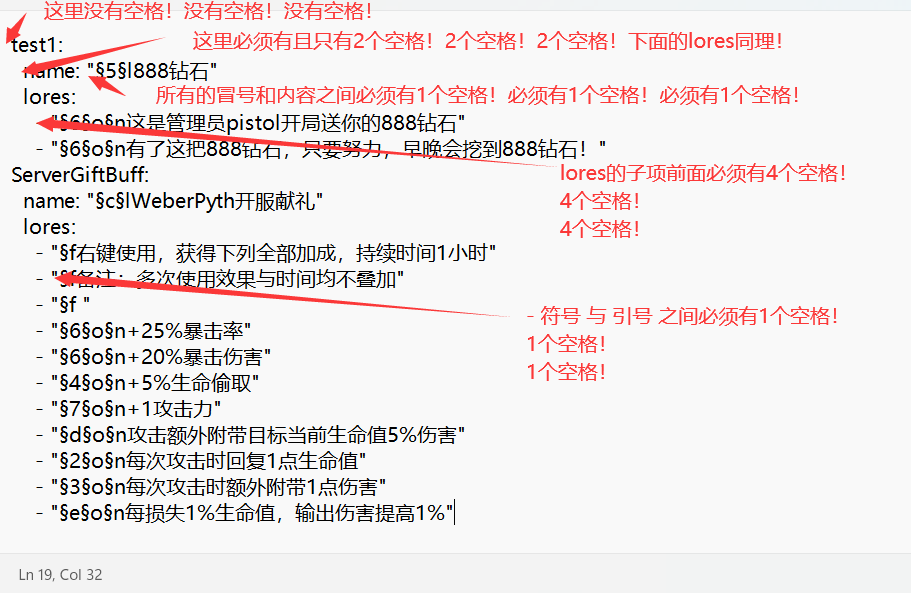 这里没有空格！没有空格！没有空格！
test1:
这里必须有且只有2个空格！2个空格！2个空格！下面的lores同理！
  name: "§5§l888钻石"
  lores:
所有的冒号和内容之间必须有1个空格！必须有1个空格！必须有1个空格！
    - "§6§o§n这是管理员pistol开局送你的888钻石"
    - "§6§o§n有了这把888钻石，只要努力，早晚会挖到888钻石！"
lores的子项前面必须有4个空格！
4个空格！
4个空格！
ServerGiftBuff:
  name: "§c§lWeberPyth开服献礼"
  lores:
    - "§f右键使用，获得下列全部加成，持续时间1小时"
    - "§f备注：多次使用效果与时间均不叠加"
    - "§f "
- 符号 与 引号 之间必须有1个空格！
1个空格！
1个空格！
    - "§6§o§n+25%暴击率"
    - "§6§o§n+20%暴击伤害"
    - "§4§o§n+5%生命偷取"
    - "§7§o§n+1攻击力"
    - "§d§o§n攻击额外附带目标当前生命值5%伤害"
    - "§2§o§n每次攻击时回复1点生命值"
    - "§3§o§n每次攻击时额外附带1点伤害"
    - "§e§o§n每损失1%生命值，输出伤害提高1%"
Ln 19, Col 32